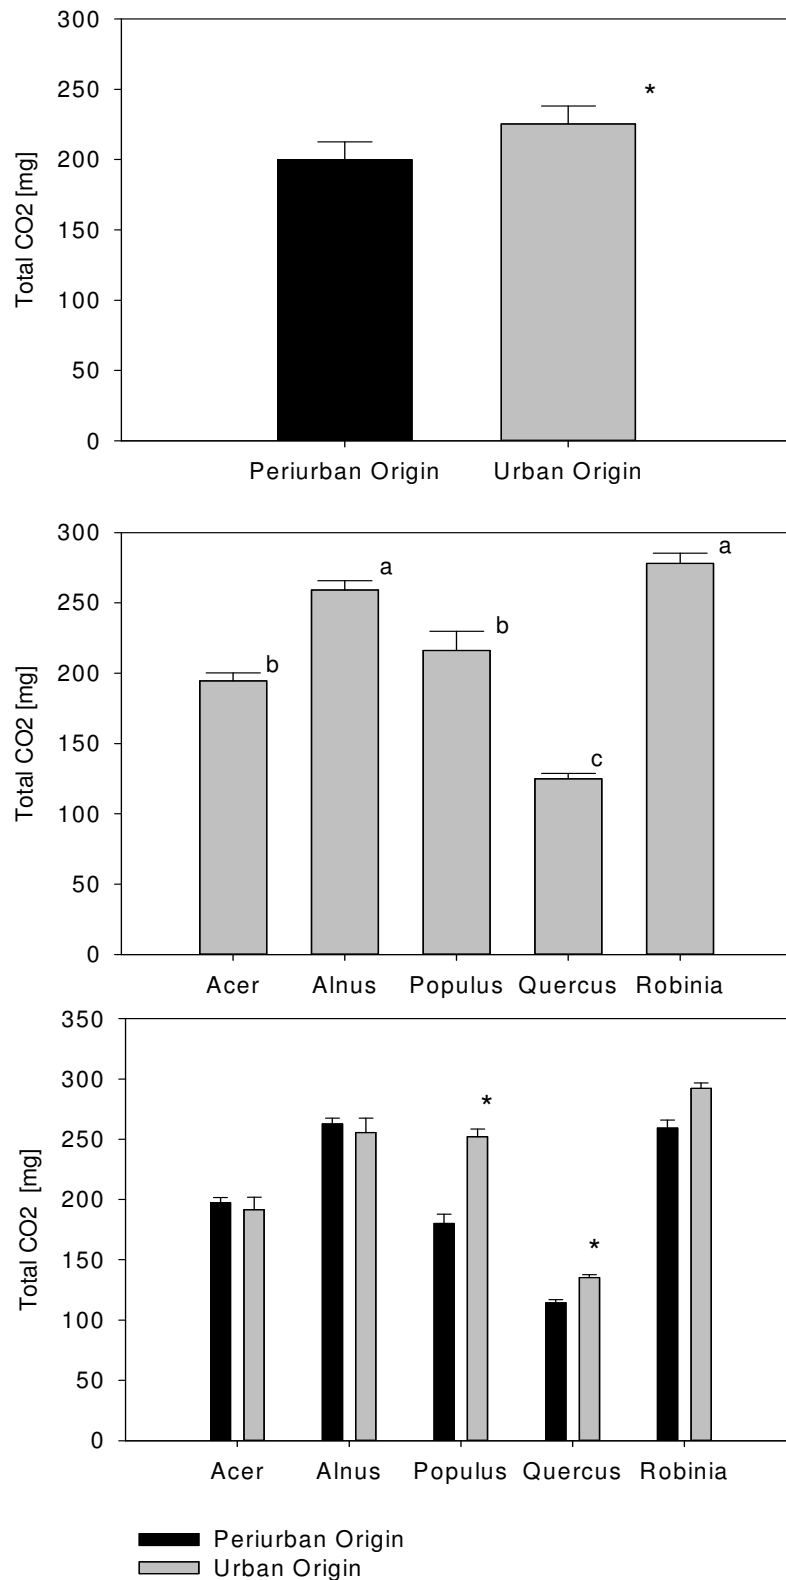 300
250
200
150
100
50
0
Total CO2 [mg]
*
Periurban Origin Urban Origin
300
250
200
150
100
50
0
Total CO2 [mg]
b
a
b
c
a
Acer Alnus Populus Quercus Robinia
350
300
250
200
150
100
50
0
Total CO2 [mg]
*
*
Acer Alnus Populus Quercus Robinia
Periurban Origin
Urban Origin